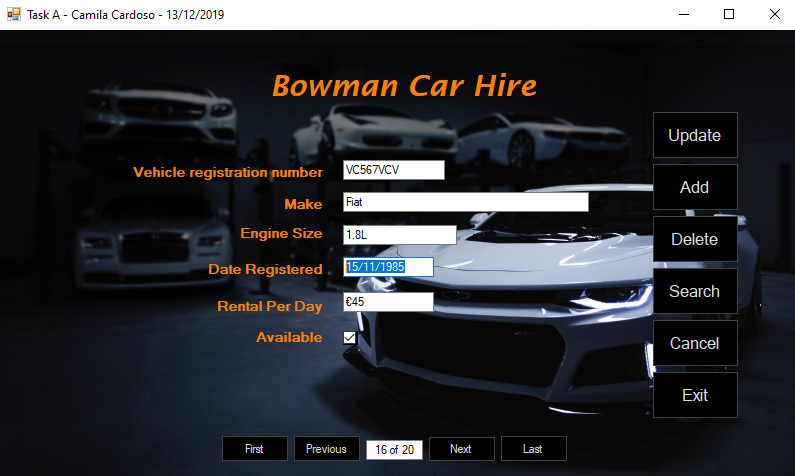 Task A - Camila Cardoso - 13/12/2019
Bowman Car Hire
Vehicle registration number VC567VCV
Make Fiat
Engine Size 1.8L
Date Registered 15/11/1985
Rental Per Day €45
Available
Update
Add
Delete
Search
Cancel
Exit
First Previous 16 of 20 Next Last